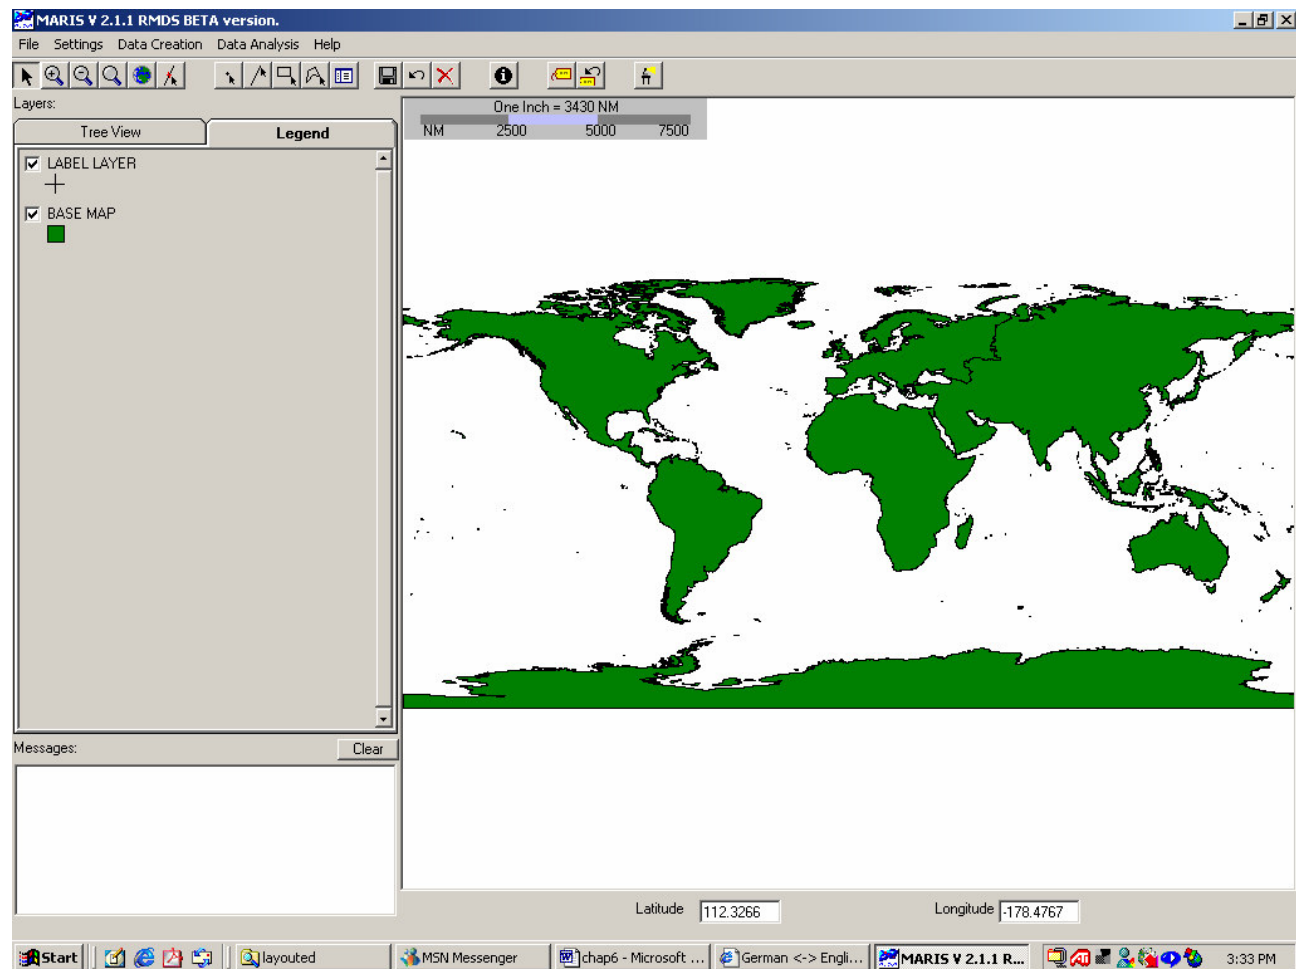 MARIS V 2.1.1 RMDS BETA version.
File Settings Data Creation Data Analysis Help
Layers:
Tree View Legend
LABEL LAYER
BASE MAP
One Inch = 3430 NM
NM 2500 5000 7500
Messages: Clear
Latitude 112.3266 Longitude -178.4767
Start layouted MSN Messenger chap6 - Microsoft ... German <-> Engli... MARIS V 2.1.1 R... 3:33 PM